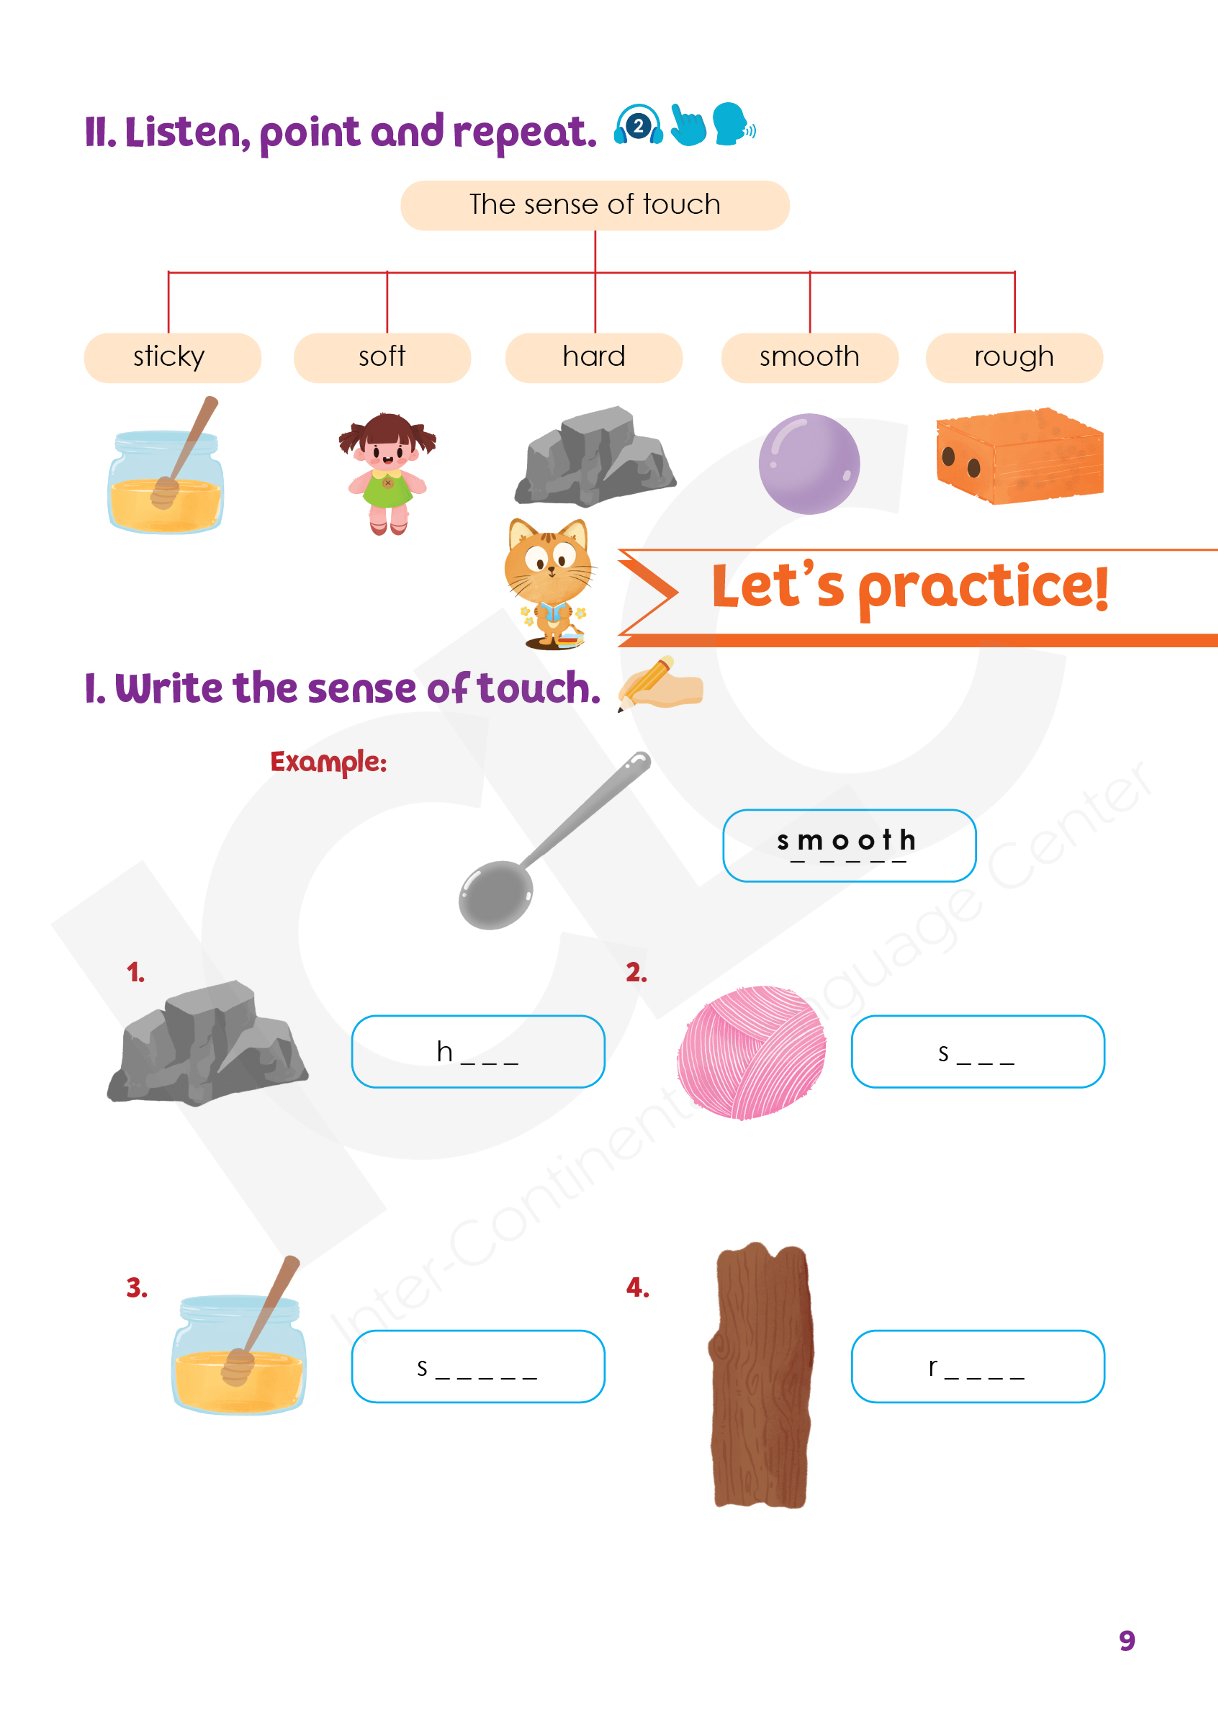 II. Listen, point and repeat.
2
The sense of touch
sticky soft hard smooth rough
Let's practice!
I. Write the sense of touch.
Example:
s m o o t h
1.
h _ _ _
2.
s _ _ _
3.
s _ _ _ _ _
4.
r _ _ _ _
ICLC
Inter-Continental Language Center
9